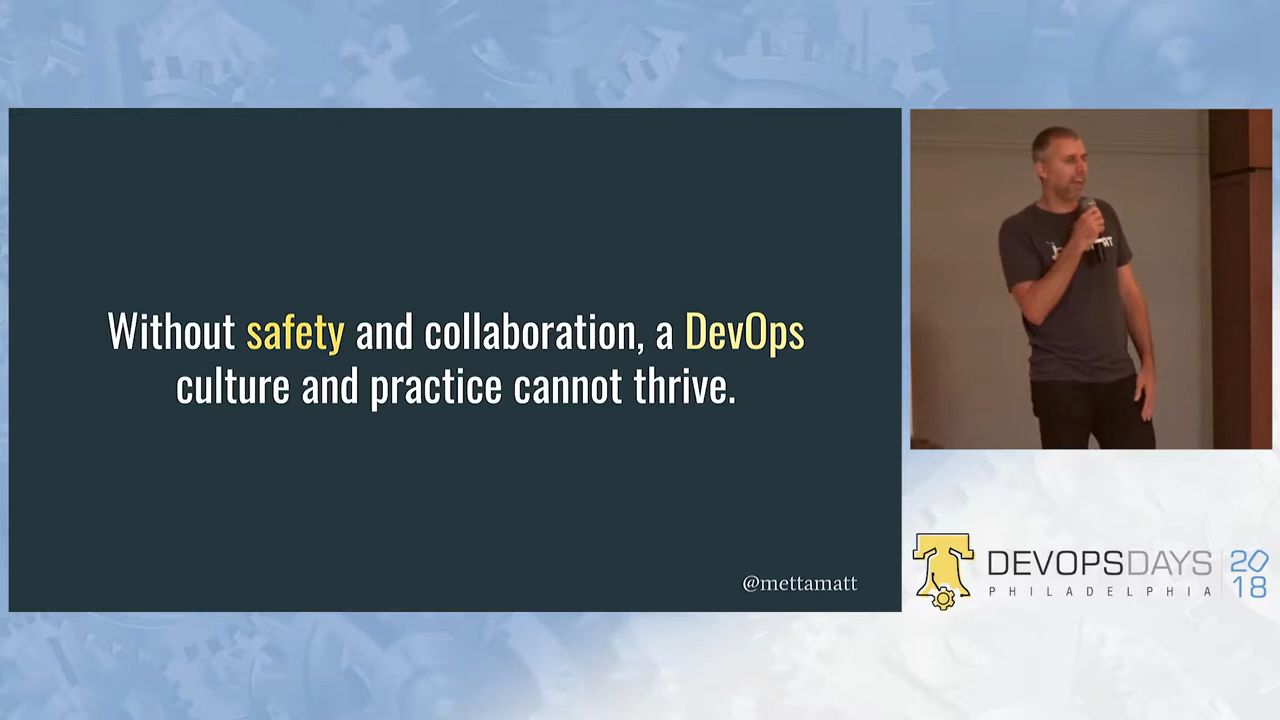 Without safety and collaboration, a DevOps
culture and practice cannot thrive.
@mettamatt
DEVOPSDAYS
PHILADELPHIA
20
18